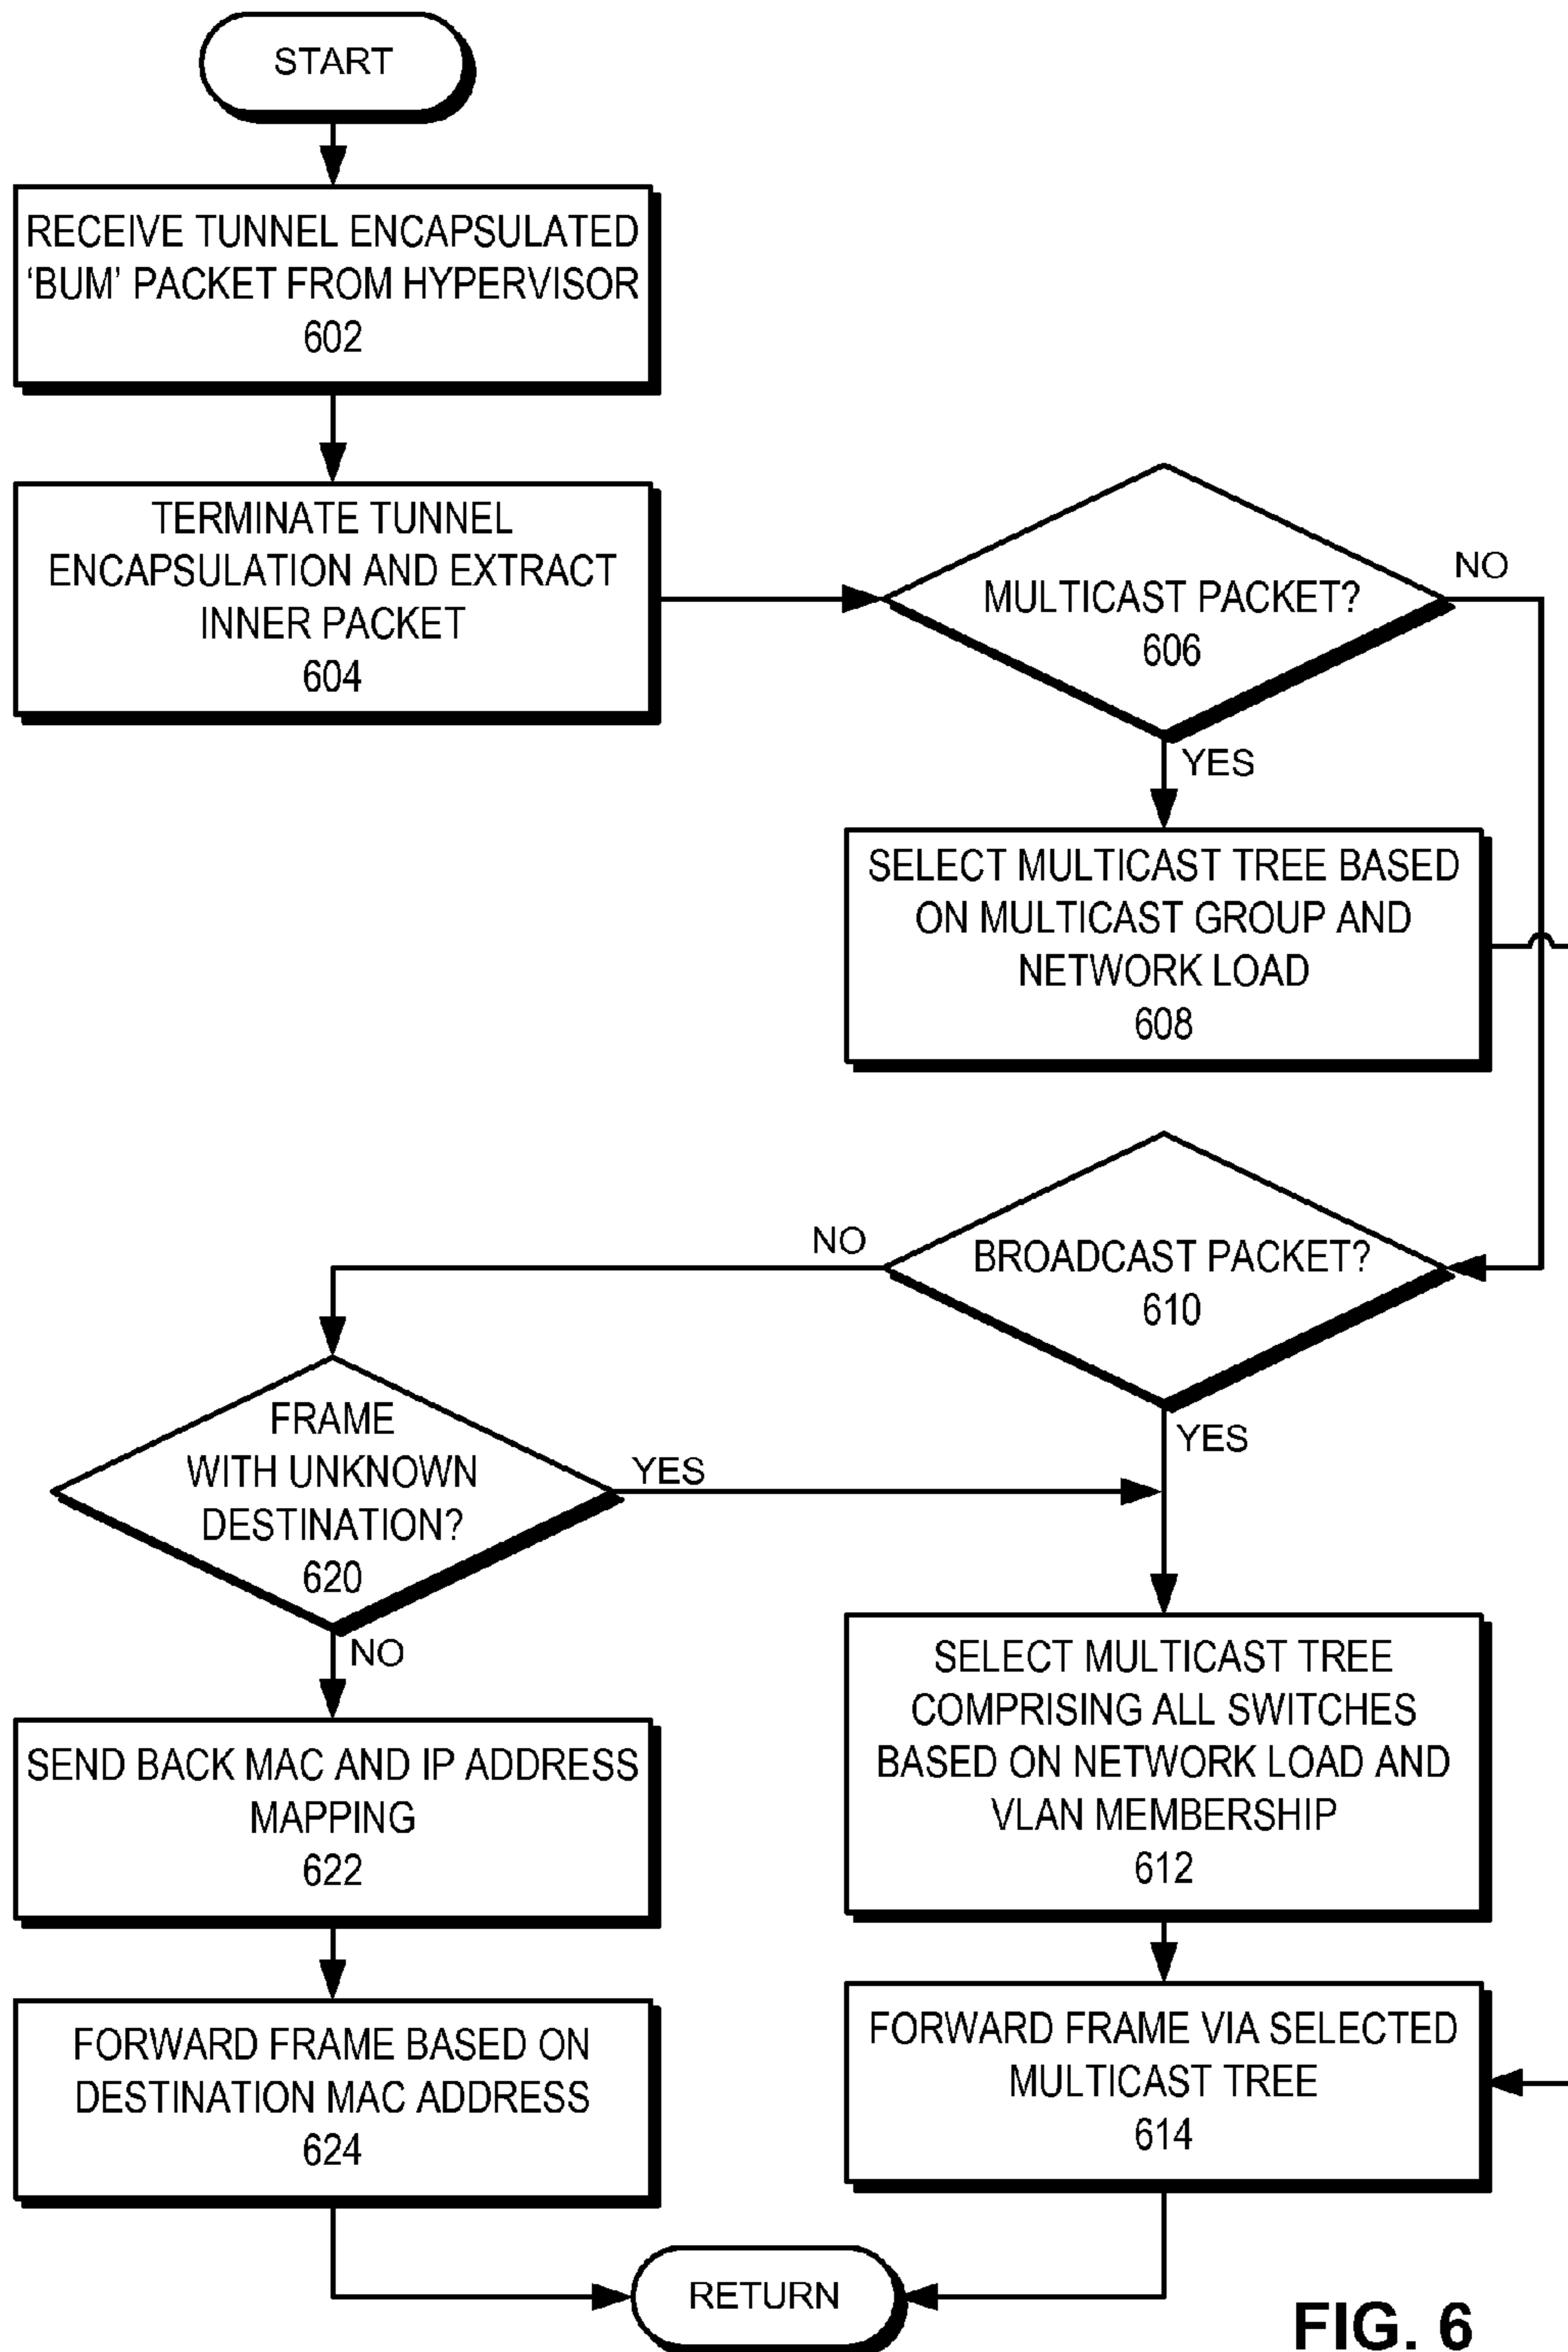 START
RECEIVE TUNNEL ENCAPSULATED
‘BUM’ PACKET FROM HYPERVISOR
602
TERMINATE TUNNEL
ENCAPSULATION AND EXTRACT
INNER PACKET
604
MULTICAST PACKET?
606
NO
YES
SELECT MULTICAST TREE BASED
ON MULTICAST GROUP AND
NETWORK LOAD
608
BROADCAST PACKET?
610
NO
YES
FRAME
WITH UNKNOWN
DESTINATION?
620
YES
NO
SEND BACK MAC AND IP ADDRESS
MAPPING
622
SELECT MULTICAST TREE
COMPRISING ALL SWITCHES
BASED ON NETWORK LOAD AND
VLAN MEMBERSHIP
612
FORWARD FRAME BASED ON
DESTINATION MAC ADDRESS
624
FORWARD FRAME VIA SELECTED
MULTICAST TREE
614
RETURN
FIG. 6